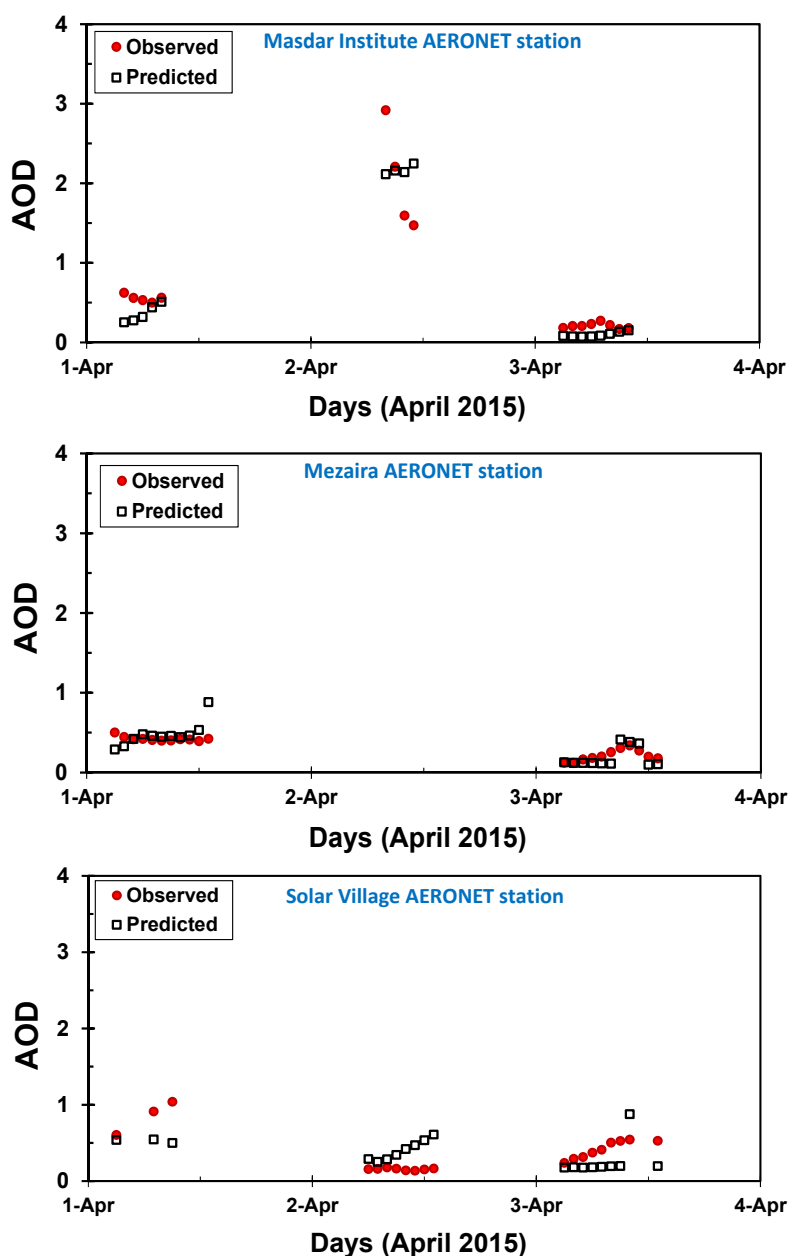 4
Observed
Predicted
Masdar Institute AERONET station
3
2
1
0
AOD
1-Apr
2-Apr
3-Apr
4-Apr
Days (April 2015)
4
Observed
Predicted
Mezaira AERONET station
3
2
1
0
AOD
1-Apr
2-Apr
3-Apr
4-Apr
Days (April 2015)
4
Observed
Predicted
Solar Village AERONET station
3
2
1
0
AOD
1-Apr
2-Apr
3-Apr
4-Apr
Days (April 2015)